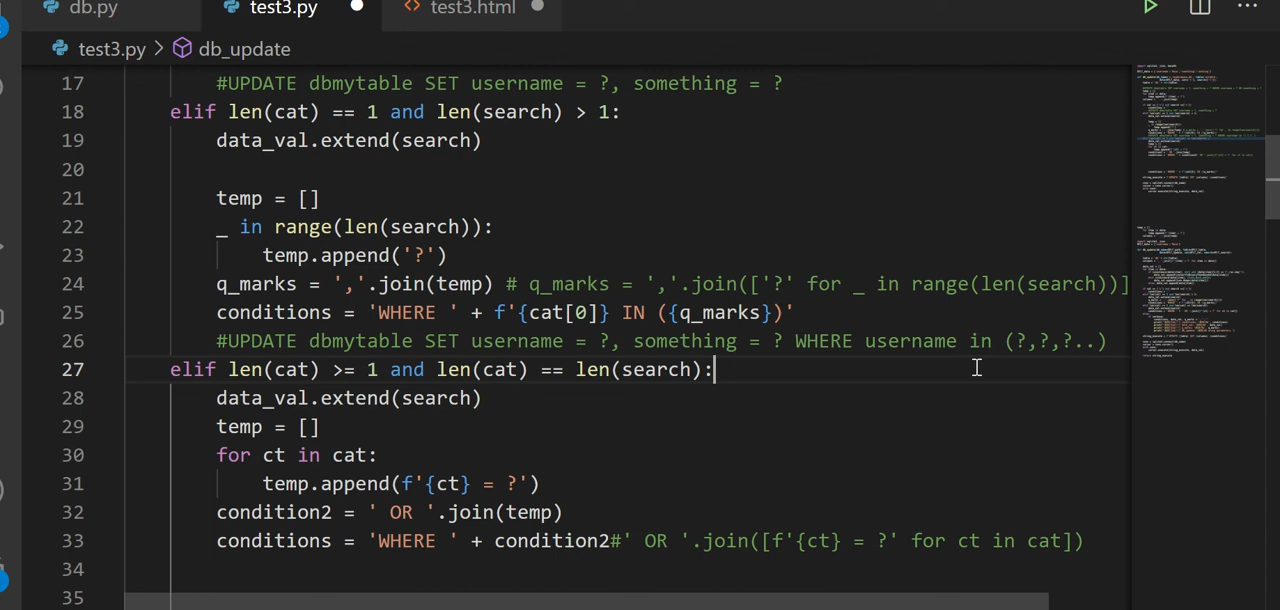 db.py test3.py test3.html
test3.py > db_update
17 #UPDATE dbmytable SET username = ?, something = ?
18 elif len(cat) == 1 and len(search) > 1:
19 data_val.extend(search)
20
21 temp = []
22 _ in range(len(search)):
23 temp.append('?')
24 q_marks = ','.join(temp) # q_marks = ','.join(['?' for _ in range(len(search))]
25 conditions = 'WHERE ' + f'{cat[0]} IN ({q_marks})'
26 #UPDATE dbmytable SET username = ?, something = ? WHERE username in (?,?,?..)
27 elif len(cat) >= 1 and len(cat) == len(search):
28 data_val.extend(search)
29 temp = []
30 for ct in cat:
31 temp.append(f'{ct} = ?')
32 condition2 = ' OR '.join(temp)
33 conditions = 'WHERE ' + condition2#' OR '.join([f'{ct} = ?' for ct in cat])
34
35